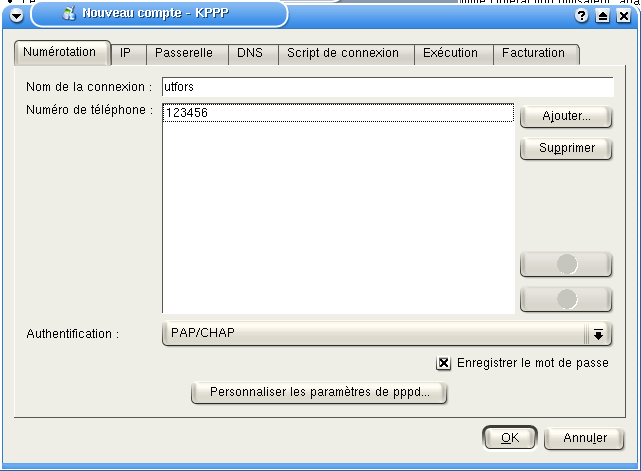 Nouveau compte - KPPP
Numérotation IP Passerelle DNS Script de connexion Exécution Facturation
Nom de la connexion : utfors
Numéro de téléphone : 123456
Ajouter...
Supprimer
Authentification : PAP/CHAP
Enregistrer le mot de passe
Personnaliser les paramètres de pppd...
OK Annuler